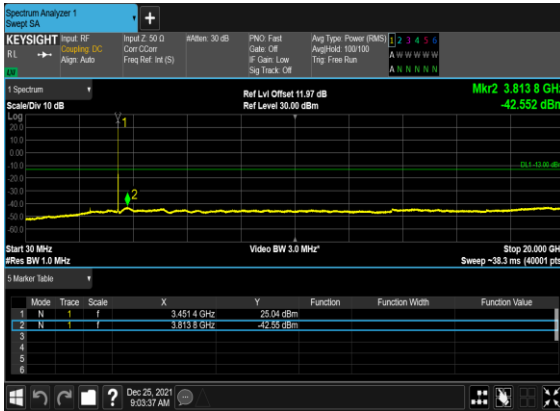 Spectrum Analyzer 1
Swept SA
+
KEYSIGHT Input: RF Input Z: 50 Ω #Atten: 30 dB PNO: Fast Avg Type: Power (RMS) 1 2 3 4 5 6
RL Coupling: DC Corr CCorr Gate: Off Avg|Hold: 100/100 A W W W W W
Align: Auto Freq Ref: Int (S) IF Gain: Low Trig: Free Run
Sig Track: Off A N N N N N
1 Spectrum
Ref Lvl Offset 11.97 dB Mkr2 3.813 8 GHz
Scale/Div 10 dB Ref Level 30.00 dBm -42.552 dBm
Log
20.0
10.0
0.00
-10.0
-20.0
-30.0
-40.0
-50.0
-60.0
1
2
DL1 -13.00 dBm
Start 30 MHz Video BW 3.0 MHz* Stop 20.000 GH
#Res BW 1.0 MHz Sweep ~38.3 ms (40001 pts
5 Marker Table
Mode Trace Scale X Y Function Function Width Function Value
1 N 1 f 3.451 4 GHz 25.04 dBm
2 N 1 f 3.813 8 GHz -42.55 dBm
3
4
5
6
? Dec 25, 2021
9:03:37 AM